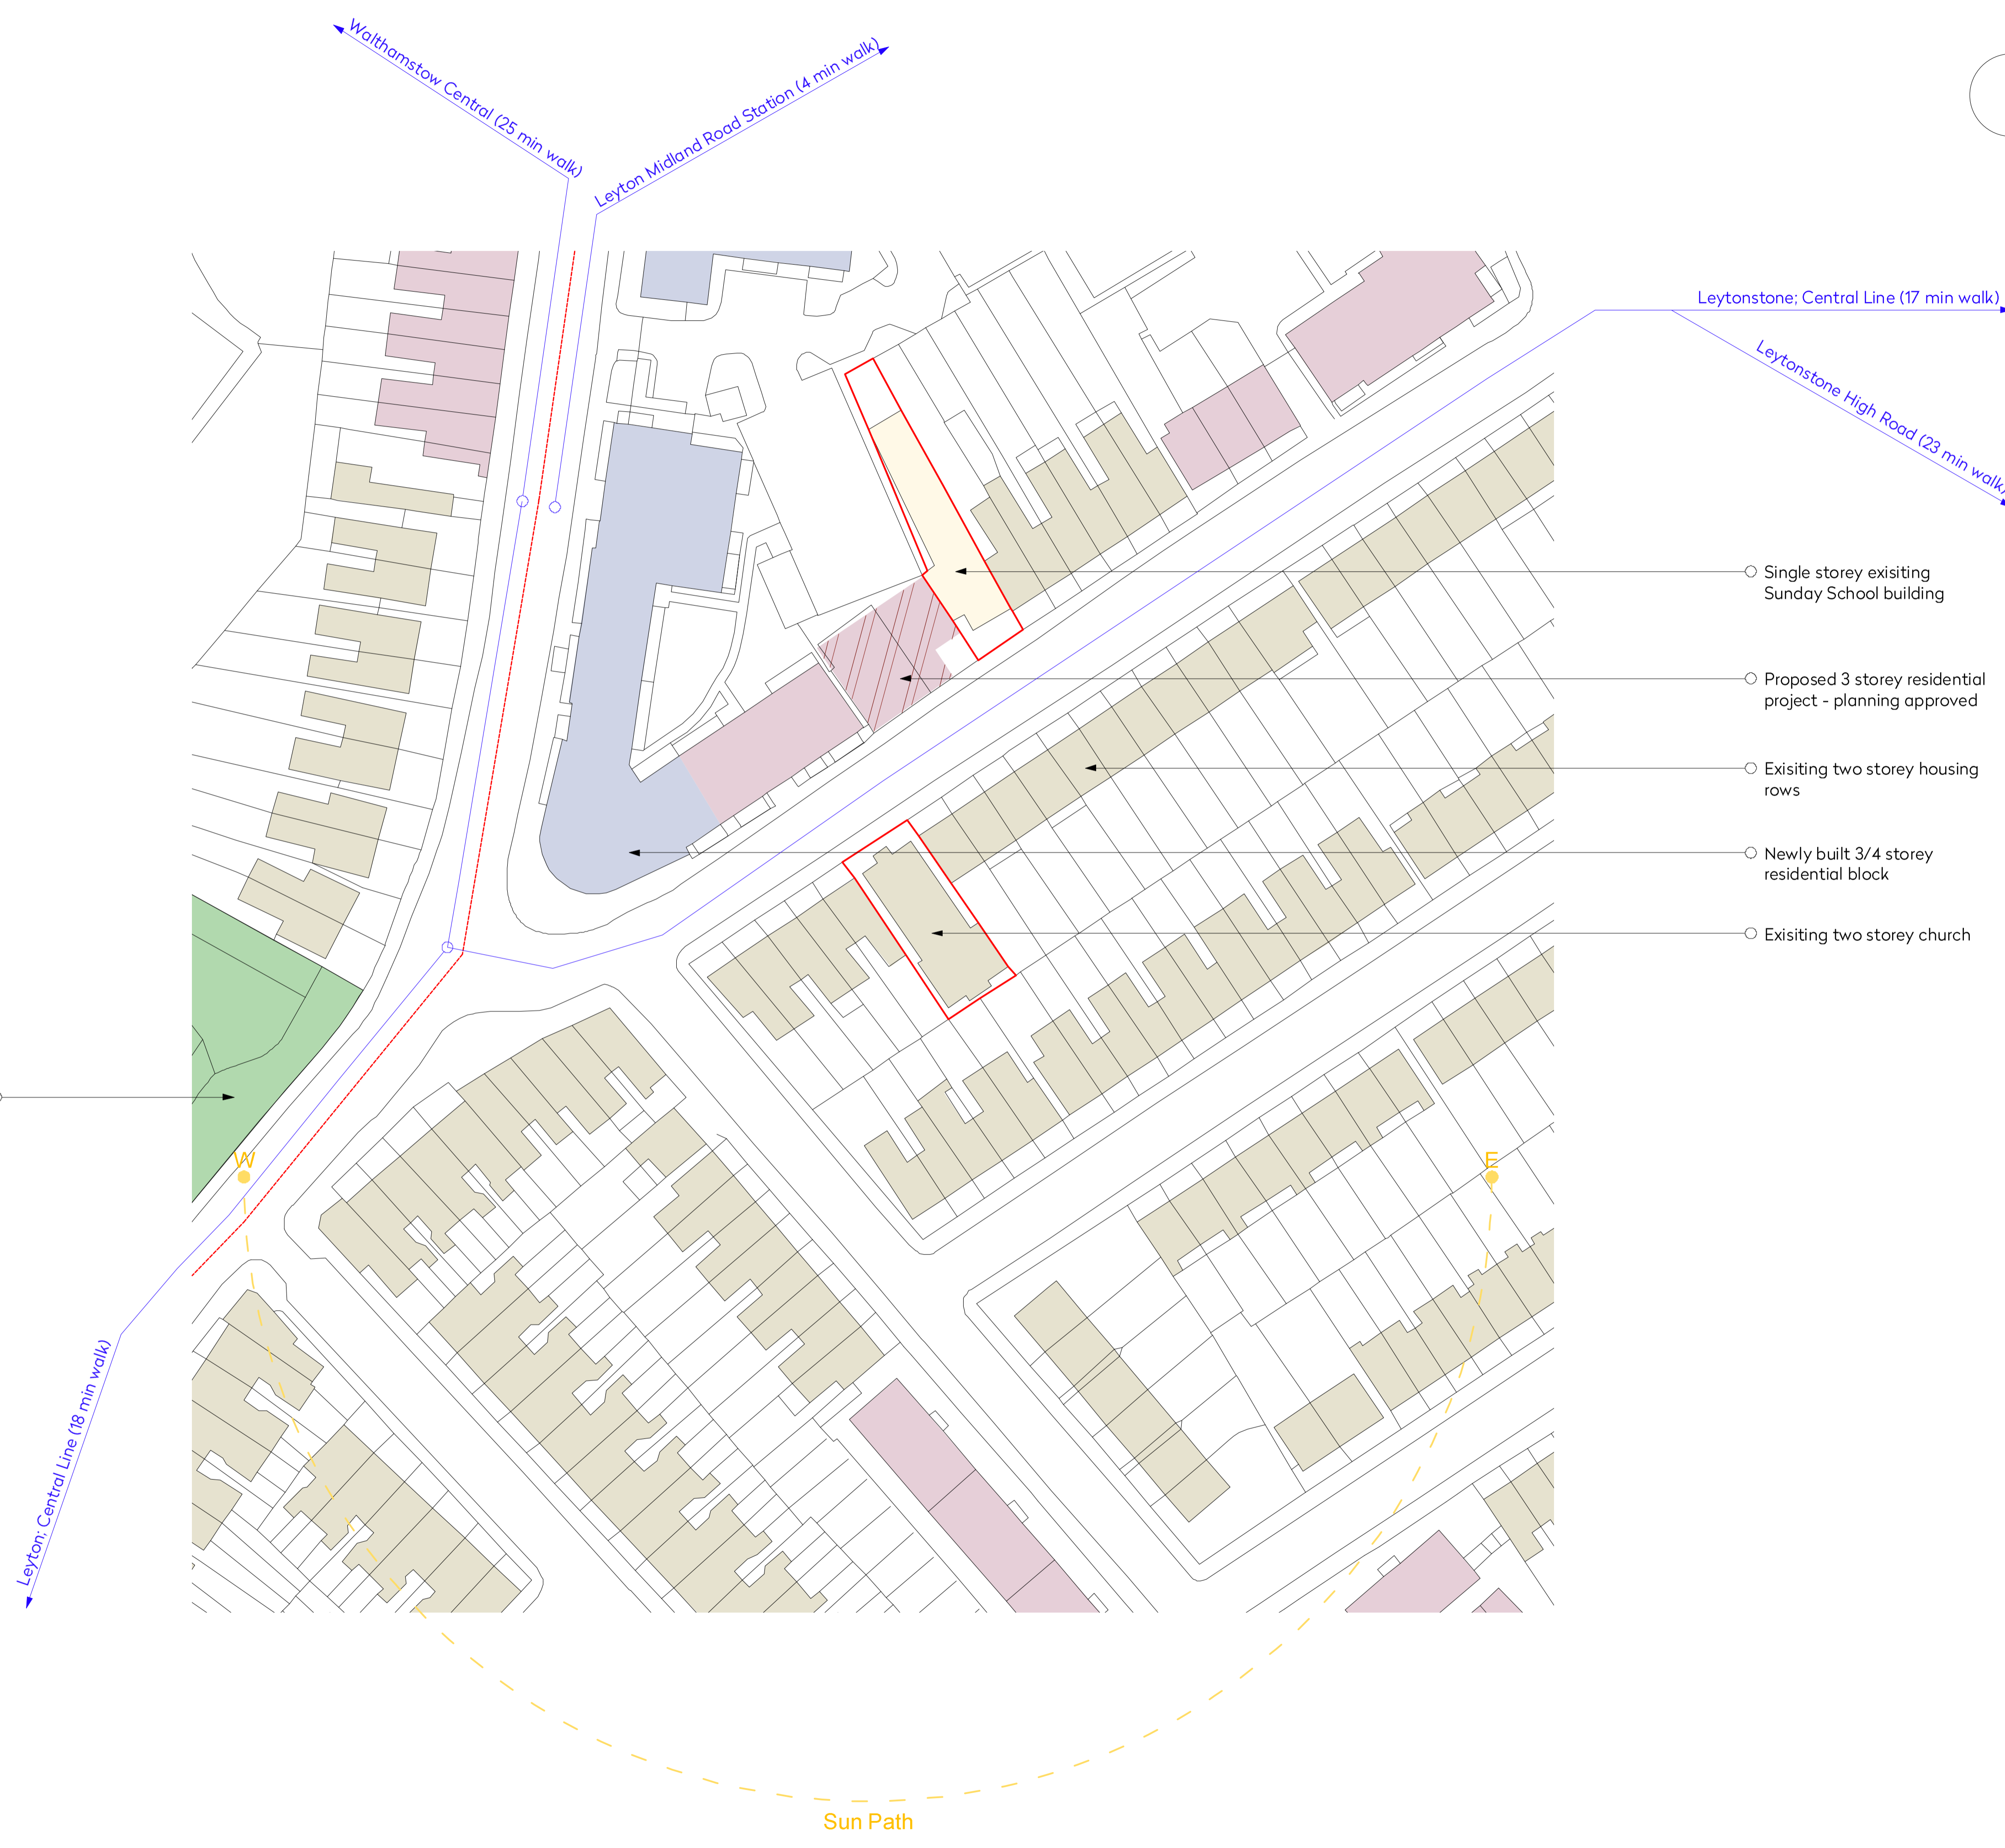 Walthamstow Central (25 min walk)
Leyton Midland Road Station (4 min walk)
Leytonstone; Central Line (17 min walk)
Leytonstone High Road (23 min walk)
Single storey exisiting
Sunday School building
Proposed 3 storey residential
project - planning approved
Exisiting two storey housing
rows
Newly built 3/4 storey
residential block
Exisiting two storey church
W
E
Leyton; Central Line (18 min walk)
Sun Path